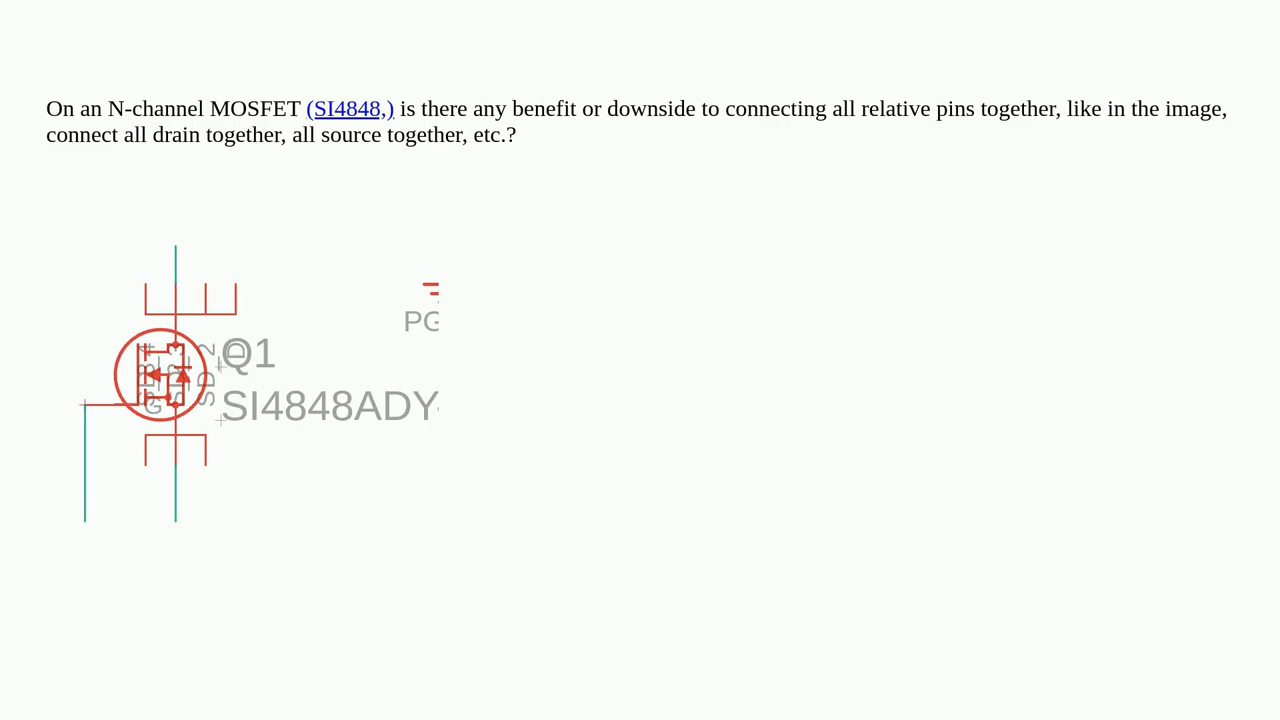 On an N-channel MOSFET (SI4848,) is there any benefit or downside to connecting all relative pins together, like in the image,
connect all drain together, all source together, etc.?
PG
Q1
G
SI4848ADY-